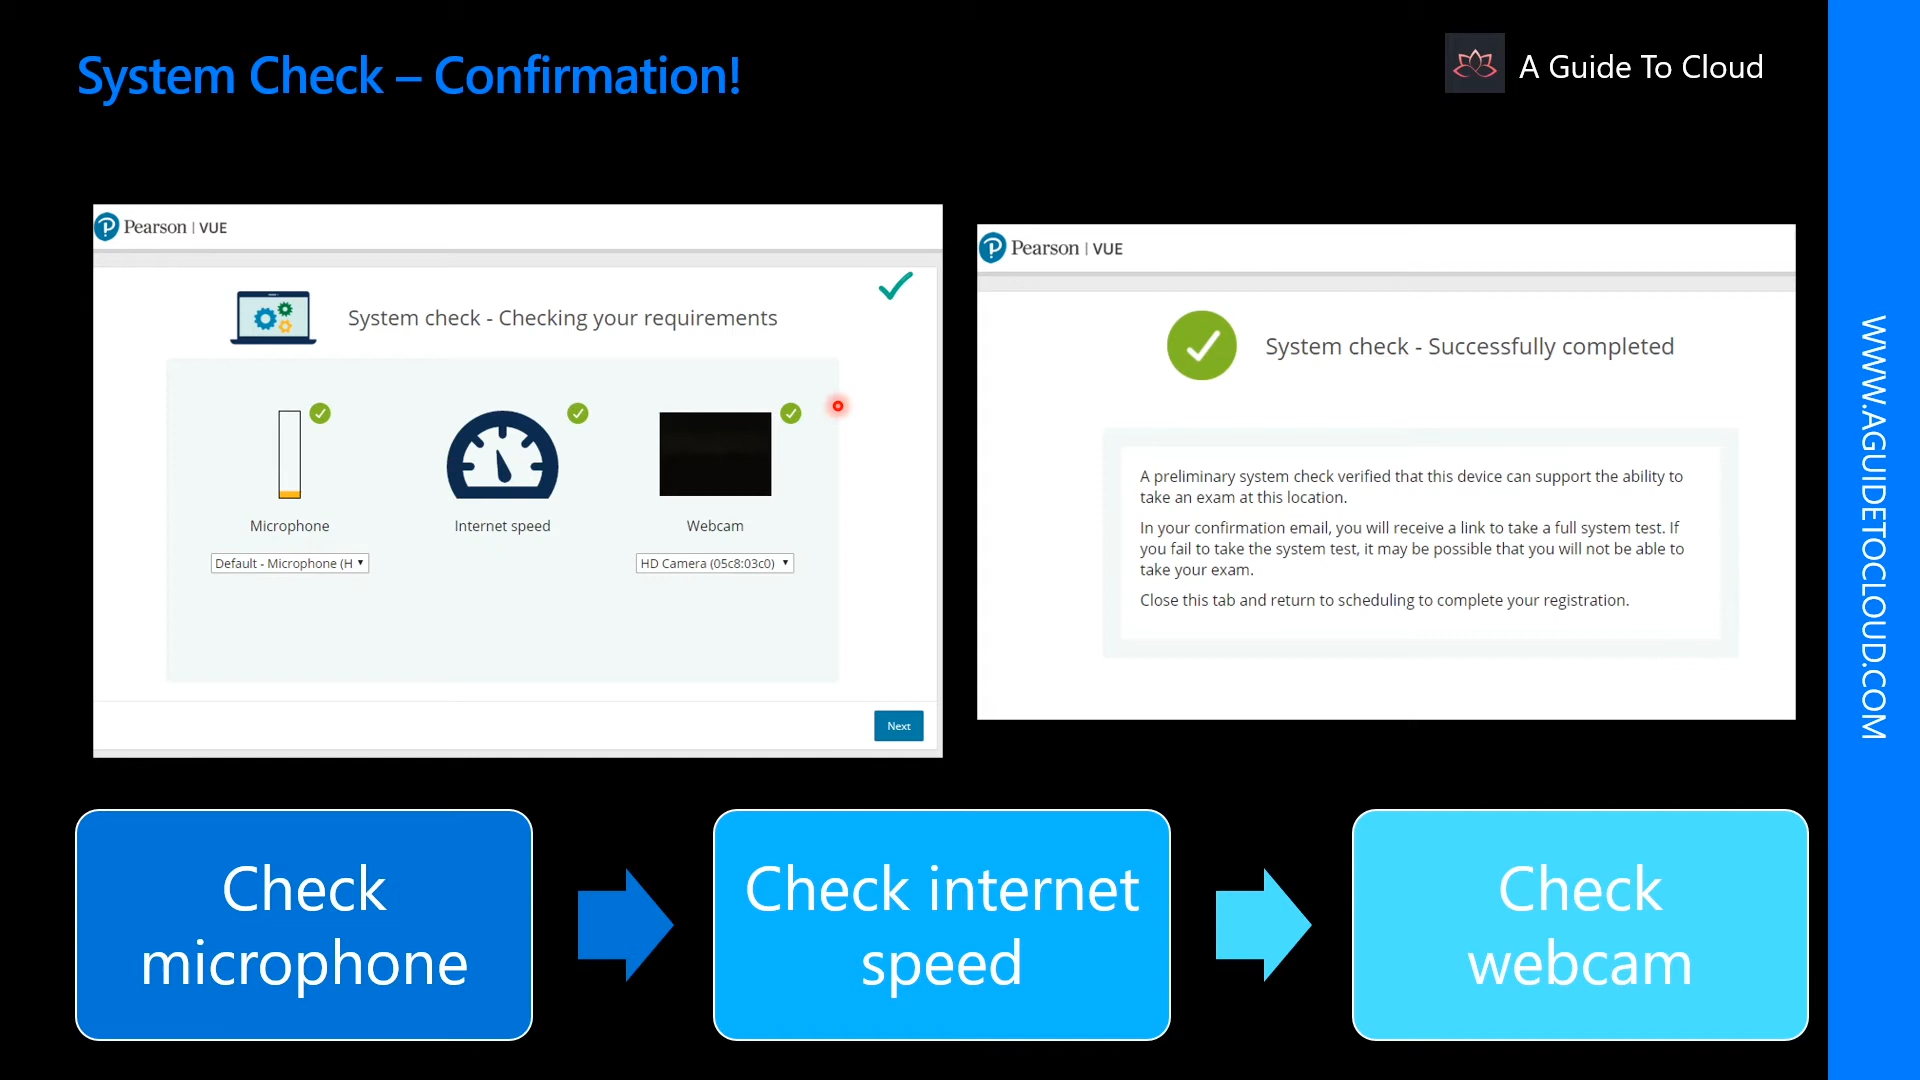 System Check – Confirmation!
A Guide To Cloud
Pearson | VUE
System check - Checking your requirements
Microphone
Internet speed
Webcam
Default - Microphone (H
HD Camera (05c8:03c0)
Next
Pearson | VUE
System check - Successfully completed
A preliminary system check verified that this device can support the ability to
take an exam at this location.
In your confirmation email, you will receive a link to take a full system test. If
you fail to take the system test, it may be possible that you will not be able to
take your exam.
Close this tab and return to scheduling to complete your registration.
Check
microphone
Check internet
speed
Check
webcam
WWW.AGUIDETOCLOUD.COM